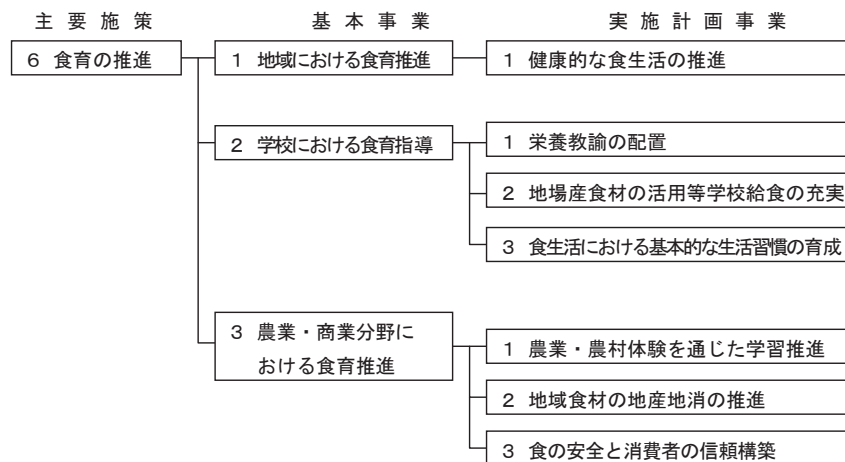 主要施策 基本事業 実施計画事業
6 食育の推進 1 地域における食育推進 1 健康的な食生活の推進
2 学校における食育指導 1 栄養教諭の配置
2 地場産食材の活用等学校給食の充実
3 食生活における基本的な生活習慣の育成
3 農業・商業分野に
おける食育推進
1 農業・農村体験を通じた学習推進
2 地域食材の地産地消の推進
3 食の安全と消費者の信頼構築